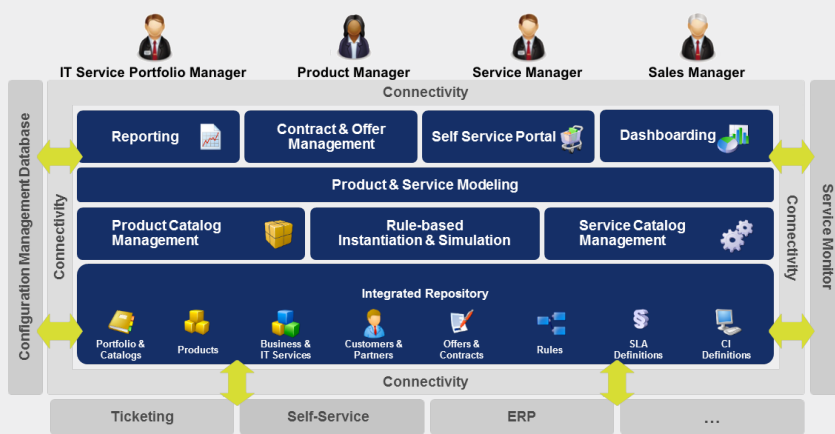 IT Service Portfolio Manager
Product Manager
Service Manager
Sales Manager
Connectivity
Configuration Management Database
Connectivity
Reporting
Contract & Offer
Management
Self Service Portal
Dashboarding
Product & Service Modeling
Product Catalog
Management
Rule-based
Instantiation & Simulation
Service Catalog
Management
Connectivity
Service Monitor
Integrated Repository
Portfolio &
Catalogs
Products
Business &
IT Services
Customers &
Partners
Offers &
Contracts
Rules
SLA
Definitions
CI
Definitions
Connectivity
Ticketing
Self-Service
ERP
...